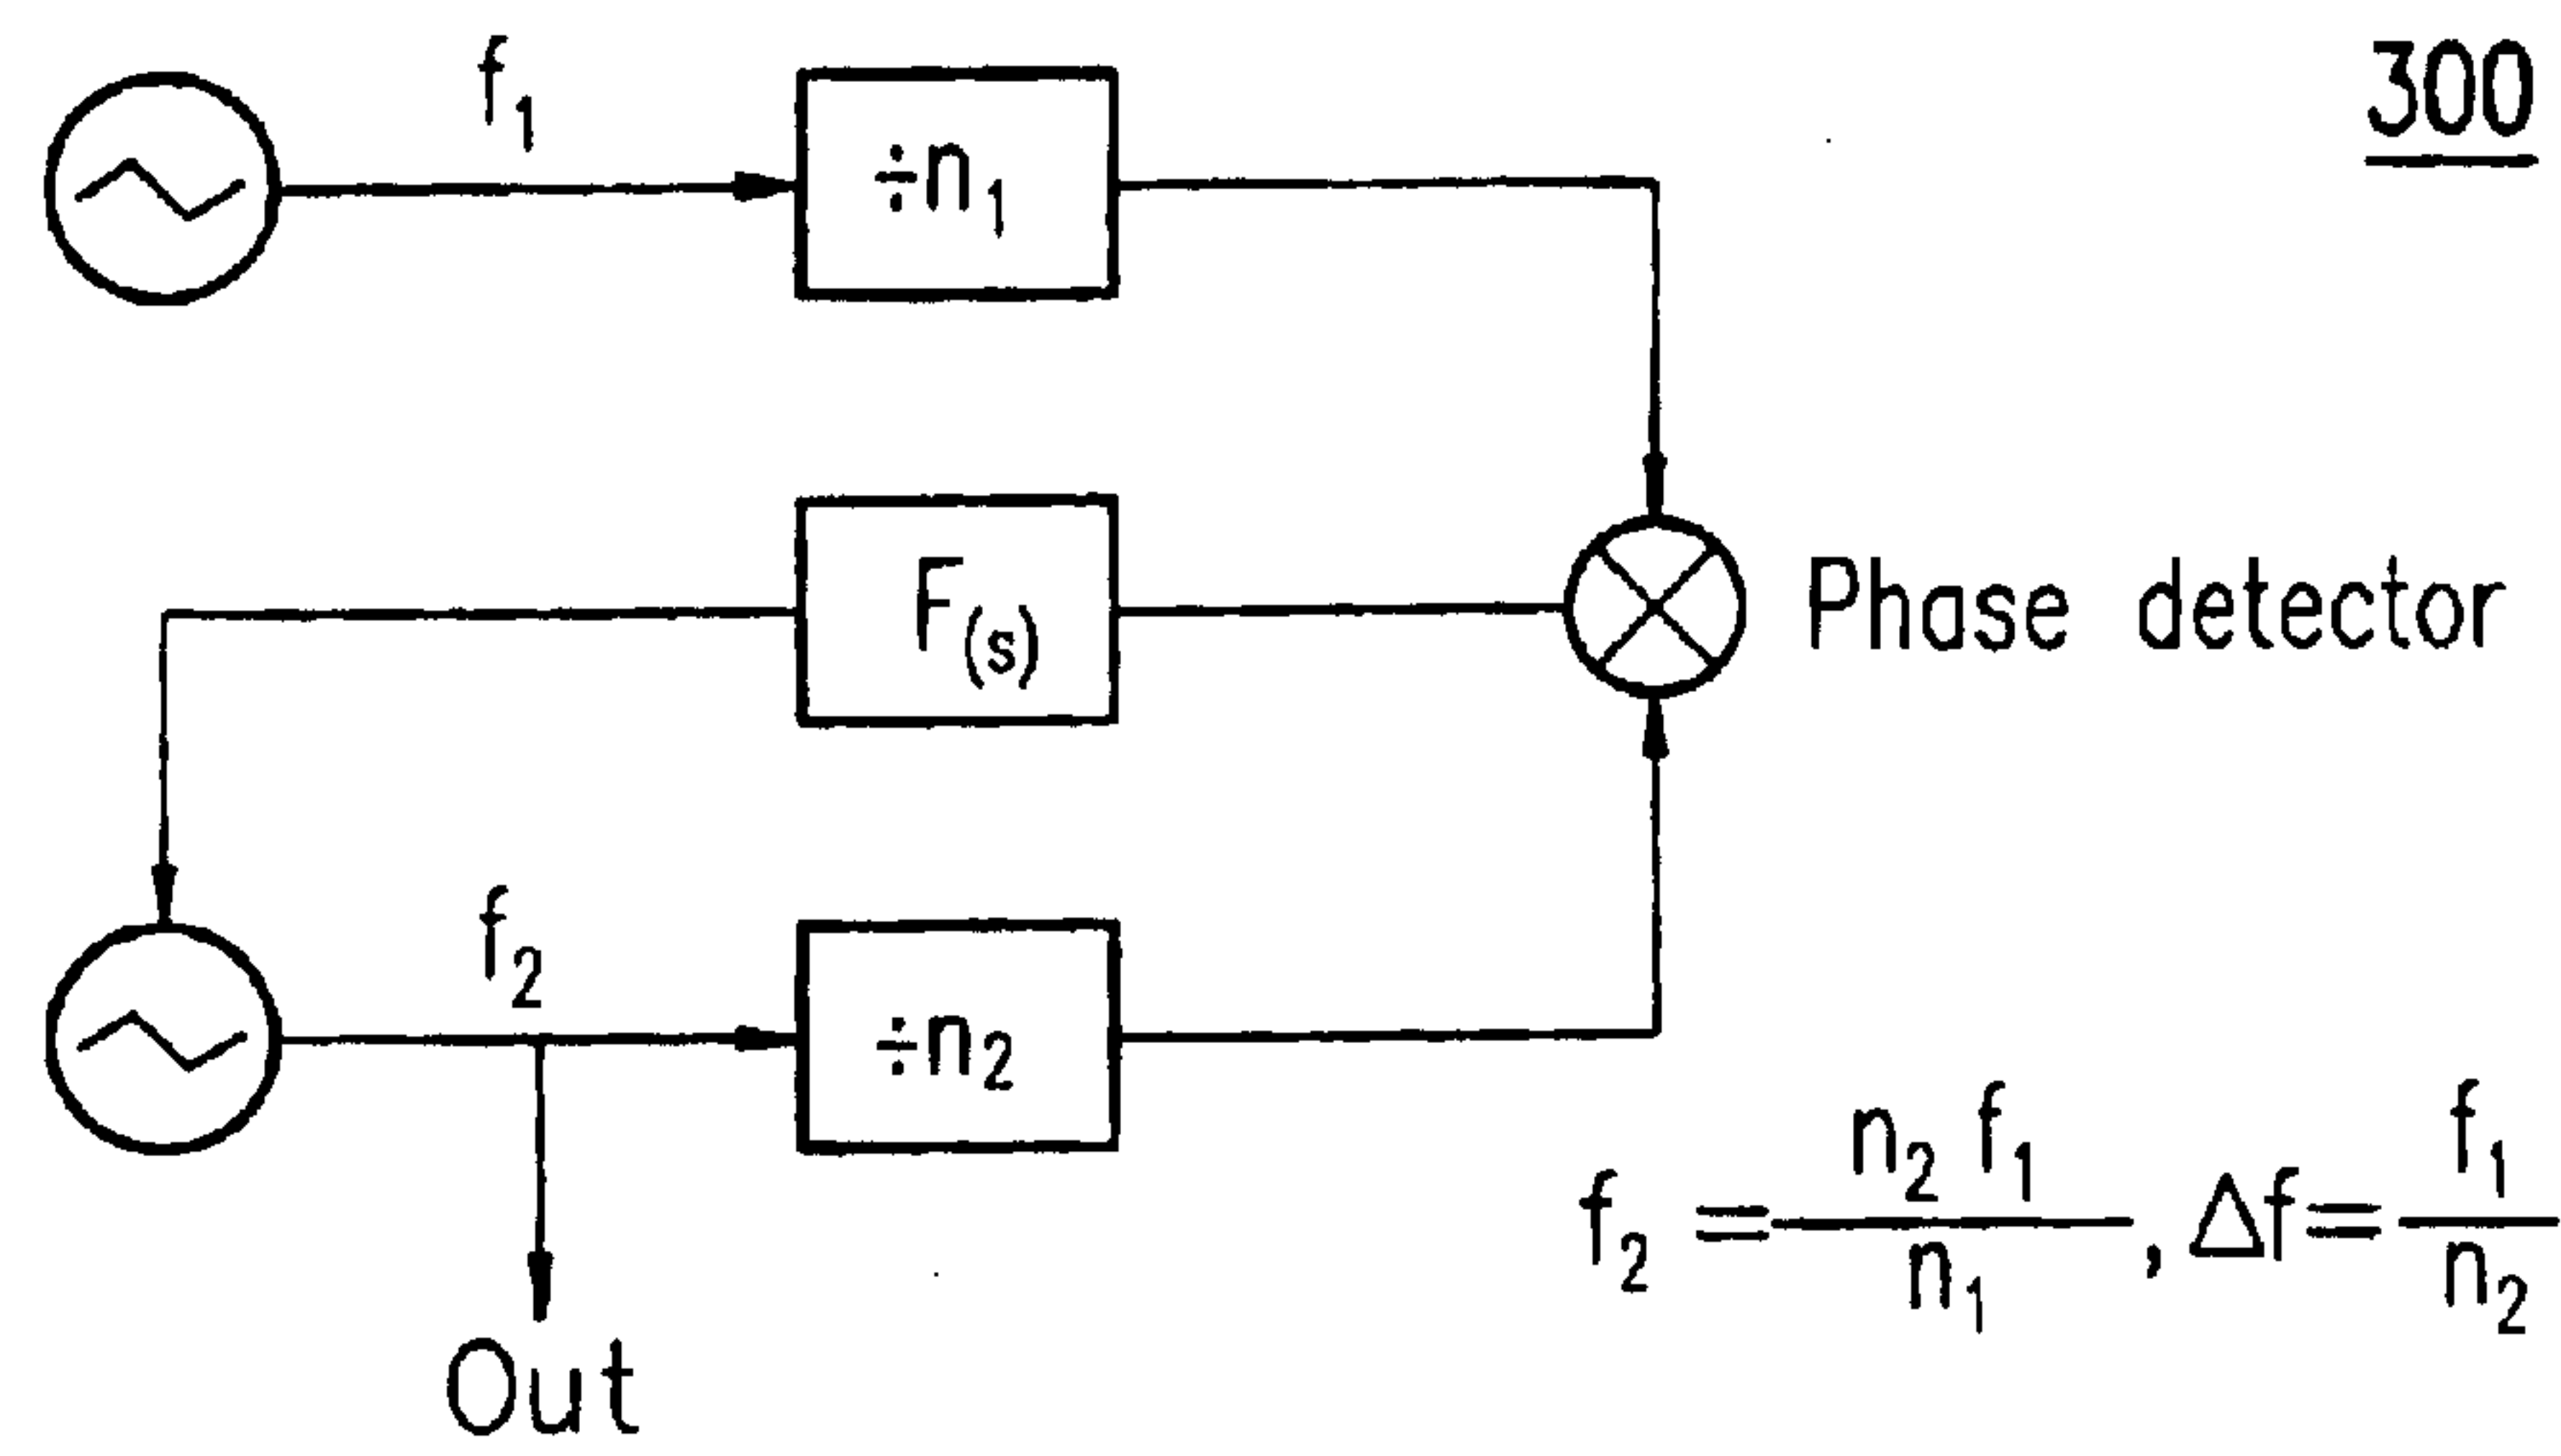 f1
÷n1
300
F(s)
Phase detector
f2
÷n2
f2 = n2 f1 / n1 , Δf = f1 / n2
Out